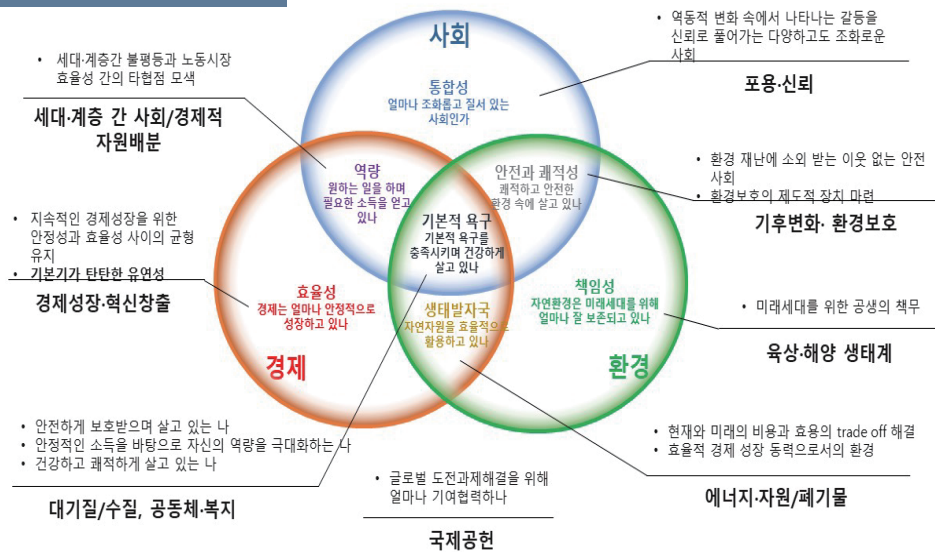 사회
• 역동적 변화 속에서 나타나는 갈등을
신뢰로 풀어가는 다양하고도 조화로운
사회
포용·신뢰
• 세대·계층간 불평등과 노동시장
효율성 간의 타협점 모색
세대·계층 간 사회/경제적
자원배분
통합성
얼마나 조화롭고 질서 있는
사회인가
역량
원하는 일을 하며
필요한 소득을 얻고
있나
안전과 쾌적성
쾌적하고 안전한
환경 속에 살고 있나
• 환경 재난에 소외 받는 이웃 없는 안전
사회
• 환경보호의 제도적 장치 마련
기후변화· 환경보호
• 지속적인 경제성장을 위한
안정성과 효율성 사이의 균형
유지
• 기본기가 탄탄한 유연성
경제성장·혁신창출
기본적 욕구
기본적 욕구를
충족시키며 건강하게
살고 있나
효율성
경제는 얼마나 안정적으로
성장하고 있나
경제
생태발자국
자연자원을 효율적으로
활용하고 있나
책임성
자연환경은 미래세대를 위해
얼마나 잘 보존되고 있나
환경
• 미래세대를 위한 공생의 책무
육상·해양 생태계
• 안전하게 보호받으며 살고 있는 나
• 안정적인 소득을 바탕으로 자신의 역량을 극대화하는 나
• 건강하고 쾌적하게 살고 있는 나
대기질/수질, 공동체·복지
• 글로벌 도전과제해결을 위해
얼마나 기여협력하나
국제공헌
• 현재와 미래의 비용과 효용의 trade off 해결
• 효율적 경제 성장 동력으로서의 환경
에너지·자원/폐기물